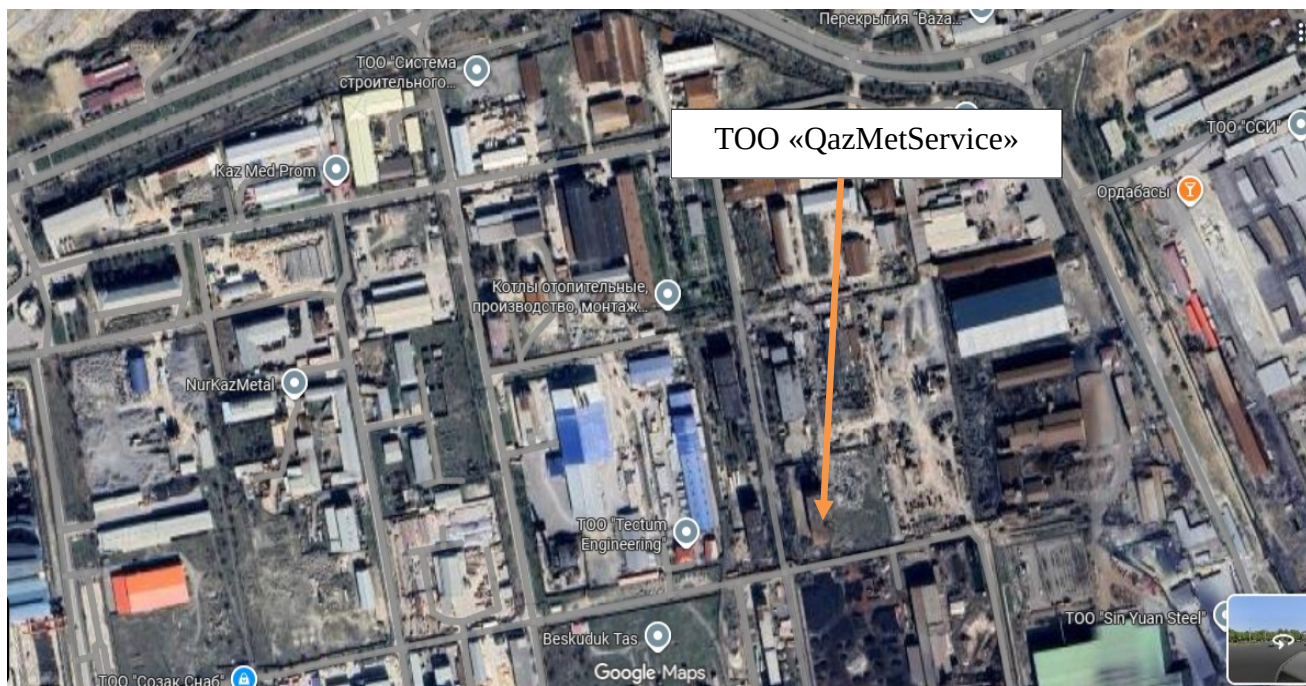 Перекрытия "Baza...
ТОО "Система
строительного...
ТОО «QazMetService»
ТОО "ССИ"
Kaz Med Prom
Ордабасы
Котлы отопительные,
производство, монтаж...
NurKazMetal
ТОО "Tectum
Engineering"
ТОО "Sin Yuan Steel"
Beskuduk Tas
Google Maps
ТОО "Созак Снаб"